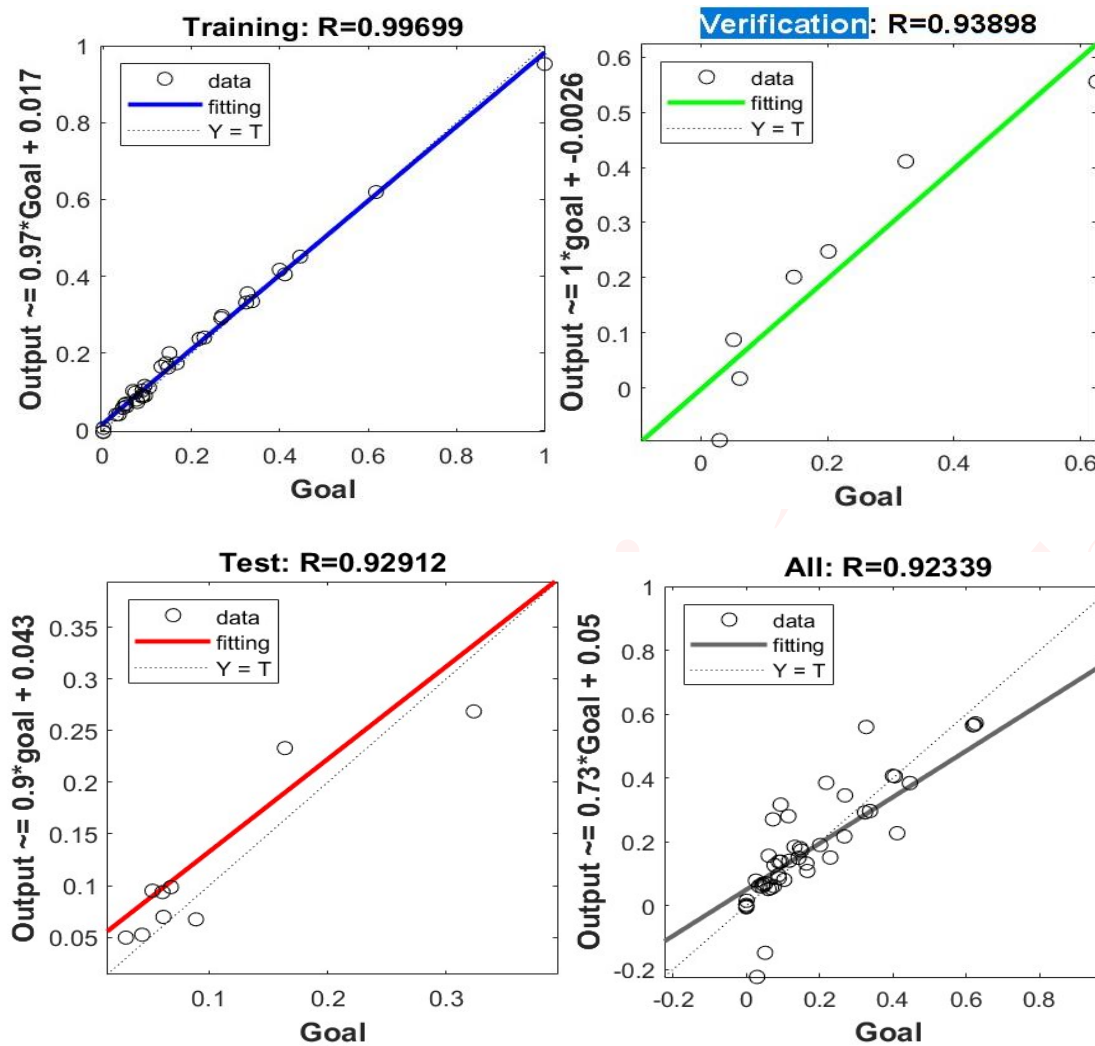 Training: R=0.99699
Output ~= 0.97*Goal + 0.017
1
0.8
0.6
0.4
0.2
0
data
fitting
Y = T
0 0.2 0.4 0.6 0.8 1
Goal
Verification: R=0.93898
Output ~= 1*goal + -0.0026
0.6
0.5
0.4
0.3
0.2
0.1
0
data
fitting
Y = T
0 0.2 0.4 0.6
Goal
Test: R=0.92912
Output ~= 0.9*goal + 0.043
0.35
0.3
0.25
0.2
0.15
0.1
0.05
data
fitting
Y = T
0.1 0.2 0.3
Goal
All: R=0.92339
Output ~= 0.73*Goal + 0.05
1
0.8
0.6
0.4
0.2
0
-0.2
data
fitting
Y = T
-0.2 0 0.2 0.4 0.6 0.8
Goal